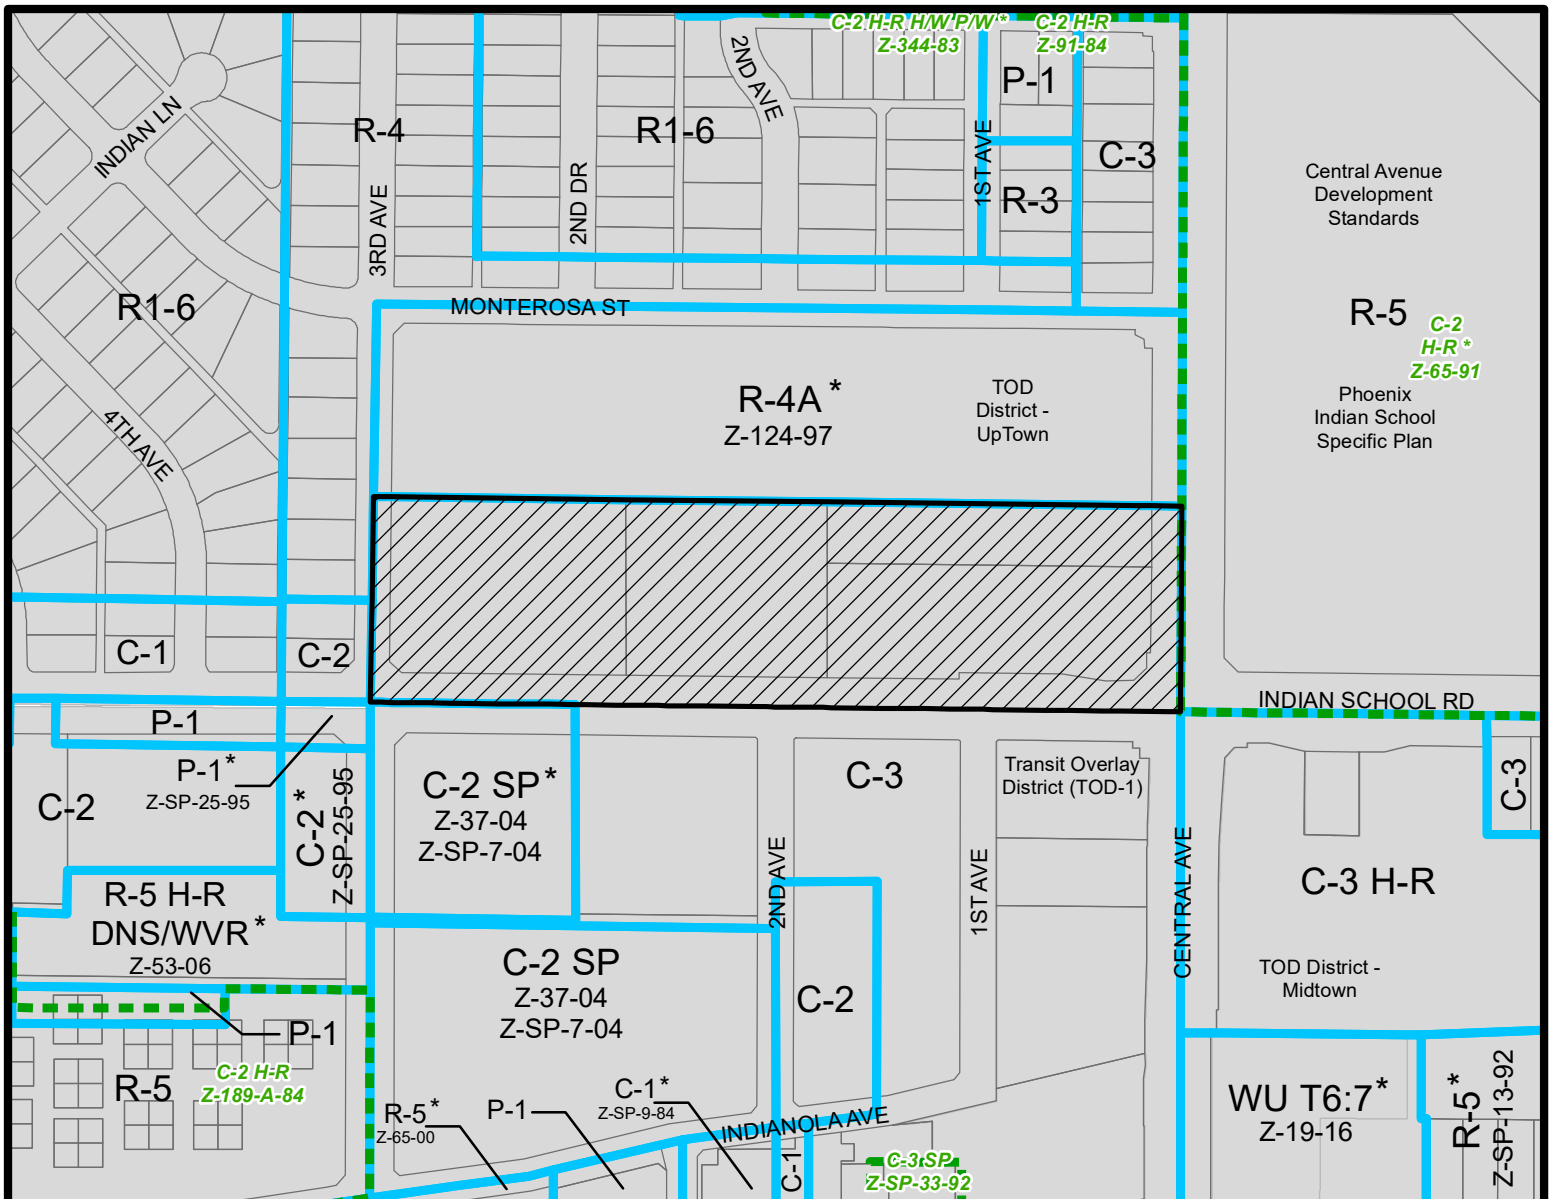 C-2 H-R H/W P/W *
Z-344-83
C-2 H-R
Z-91-84
2ND AVE
P-1
INDIAN LN
R-4
R1-6
1ST AVE
C-3
2ND DR
3RD AVE
R-3
Central Avenue
Development
Standards
R1-6
MONTEROSA ST
R-5
C-2
H-R *
Z-65-91
R-4A *
Z-124-97
TOD
District -
UpTown
Phoenix
Indian School
Specific Plan
4TH AVE
C-1
C-2
INDIAN SCHOOL RD
P-1
P-1*
Z-SP-25-95
C-2
C-2 *
Z-SP-25-95
C-2 SP*
Z-37-04
Z-SP-7-04
C-3
Transit Overlay
District (TOD-1)
C-3
2ND AVE
1ST AVE
CENTRAL AVE
C-3 H-R
R-5 H-R
DNS/WVR*
Z-53-06
C-2 SP
Z-37-04
Z-SP-7-04
C-2
TOD District -
Midtown
P-1
R-5
C-2 H-R
Z-189-A-84
R-5*
Z-65-00
P-1
C-1*
Z-SP-9-84
INDIANOLA AVE
C-1
C-3 SP
Z-SP-33-92
WU T6:7*
Z-19-16
R-5 *
Z-SP-13-92